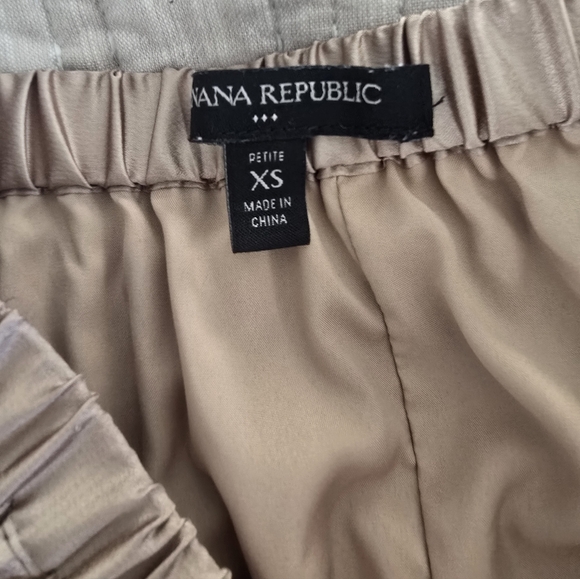 NANA REPUBLIC
PETITE
XS
MADE IN
CHINA